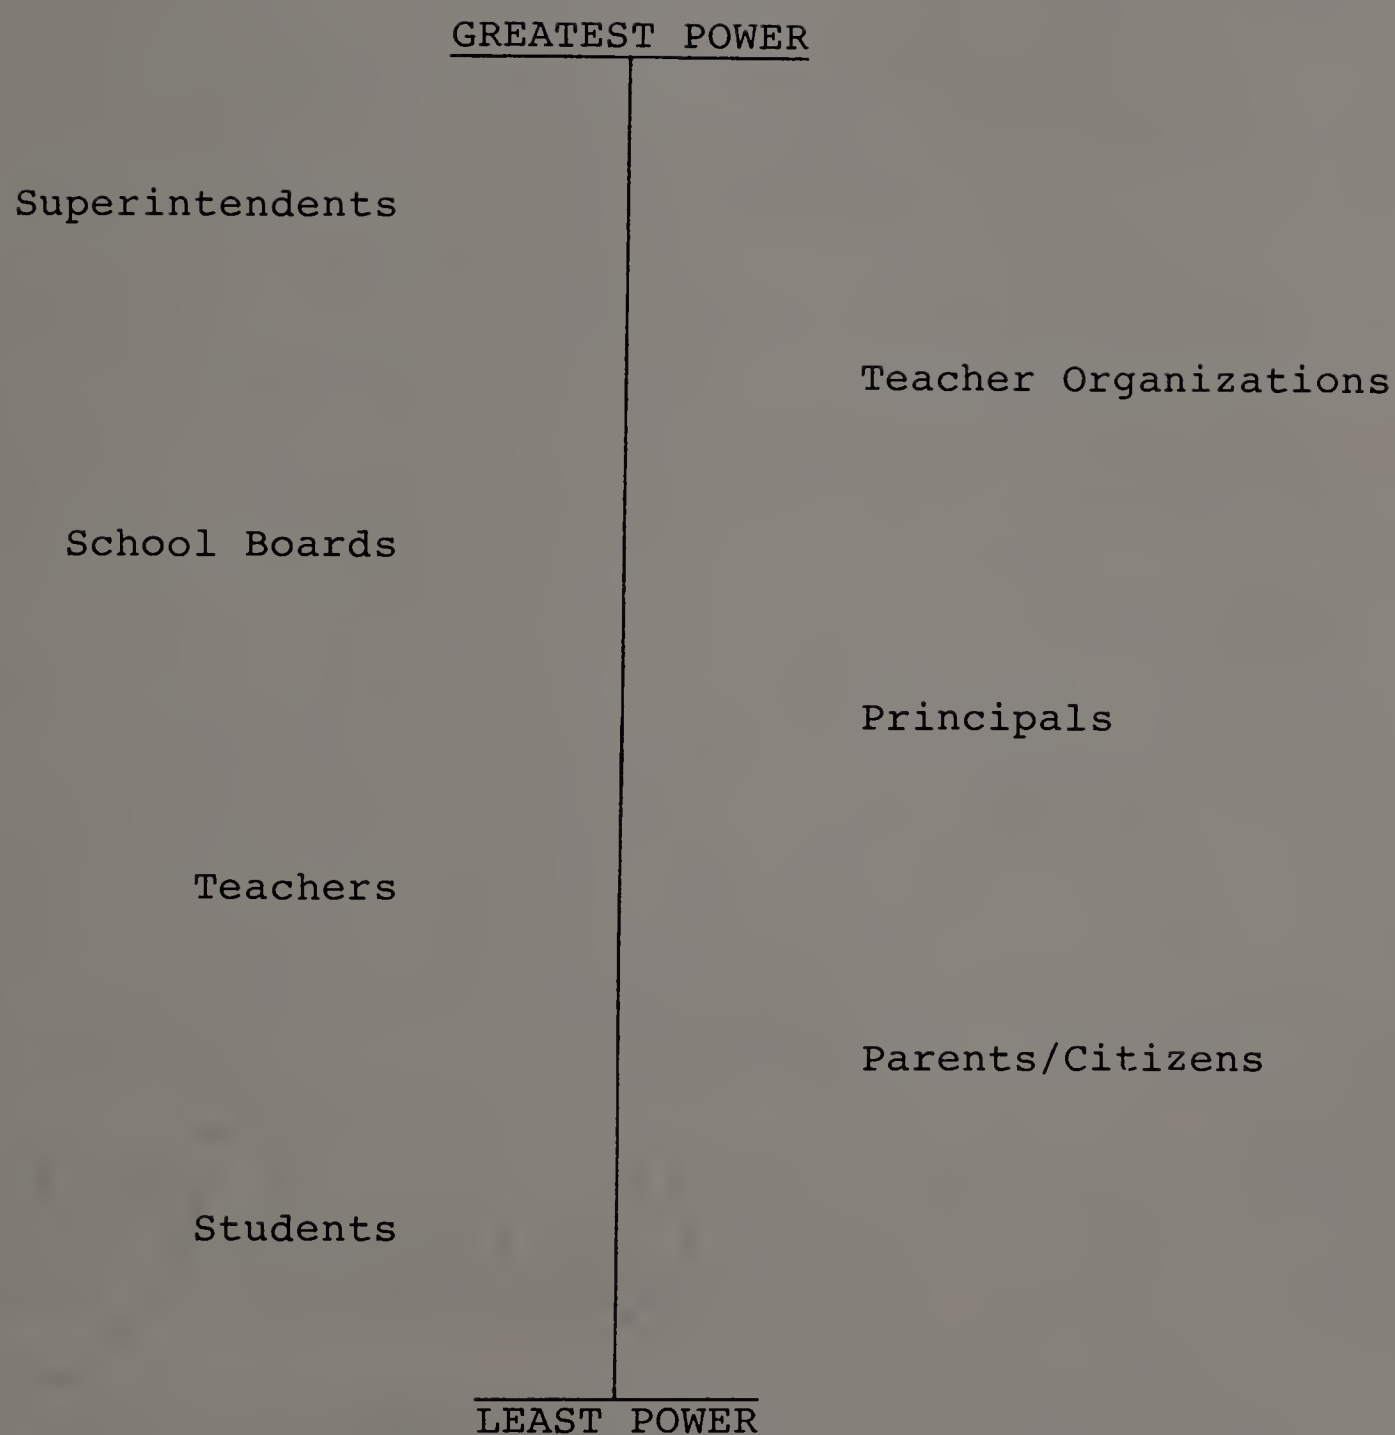 GREATEST POWER
Superintendents
Teacher Organizations
School Boards
Principals
Teachers
Parents/Citizens
Students
LEAST POWER